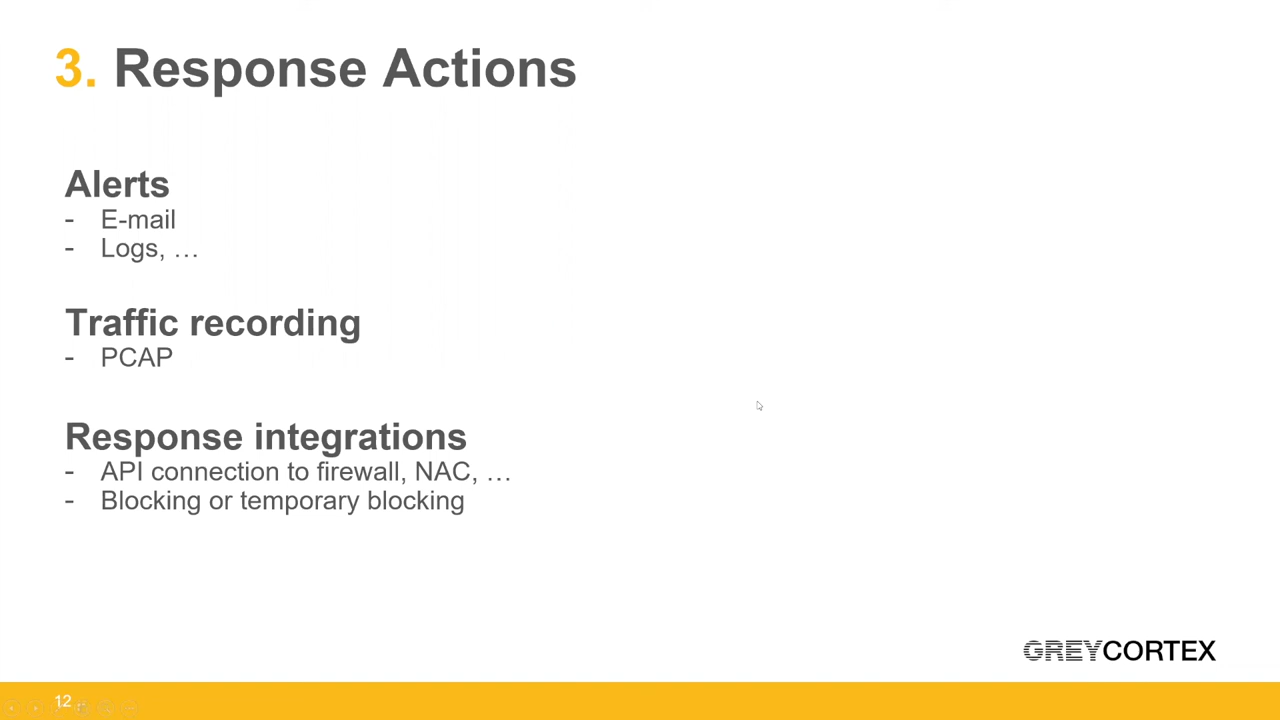 3. Response Actions
Alerts
- E-mail
- Logs, …
Traffic recording
- PCAP
Response integrations
- API connection to firewall, NAC, …
- Blocking or temporary blocking
GREYCORTEX
12